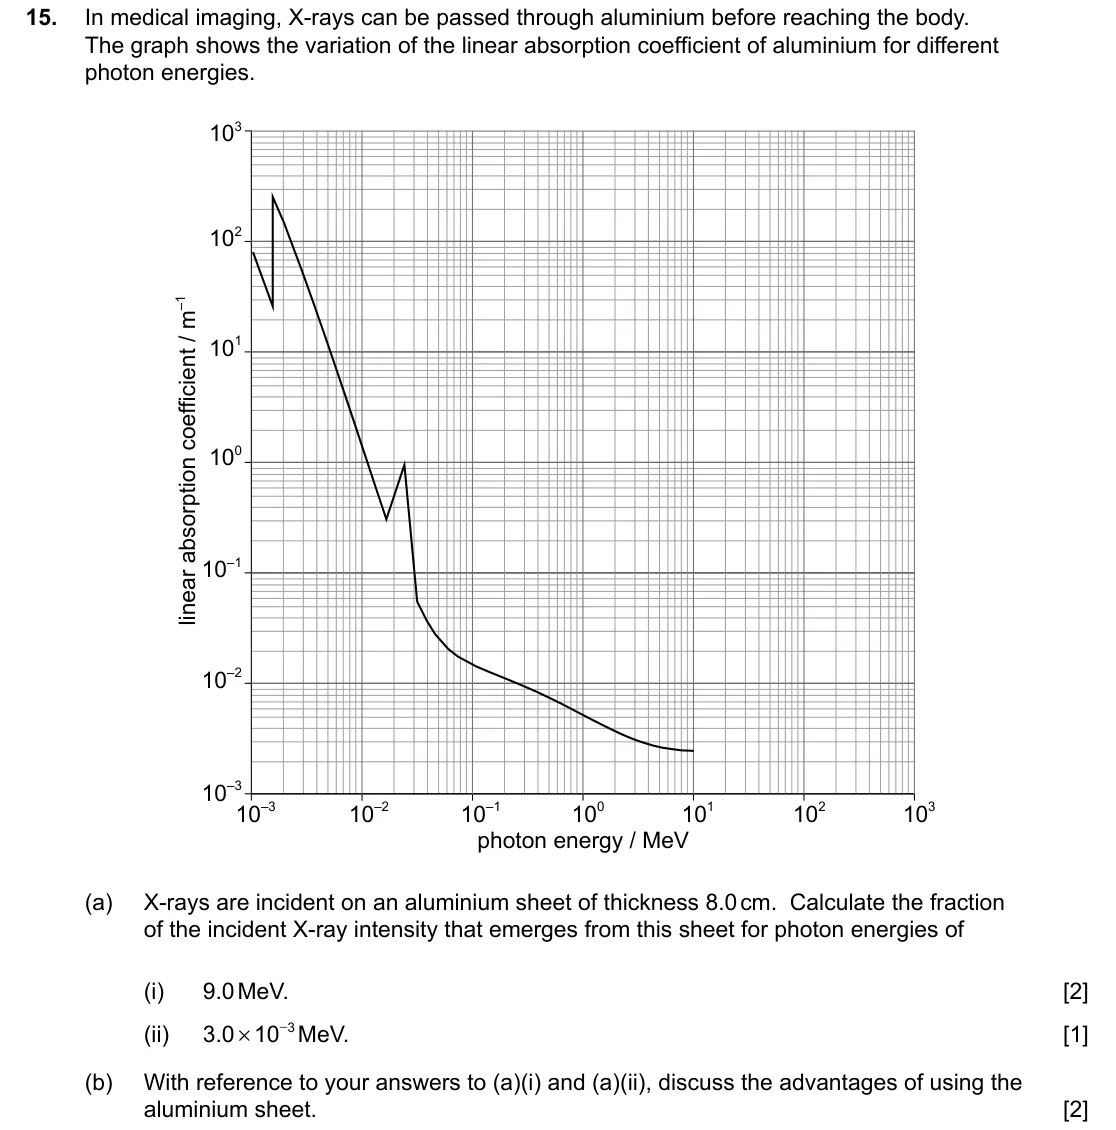 15. In medical imaging, X-rays can be passed through aluminium before reaching the body.
The graph shows the variation of the linear absorption coefficient of aluminium for different
photon energies.
10³
10²
10¹
10⁰
10⁻¹
10⁻²
10⁻³
linear absorption coefficient / m⁻¹
10⁻³ 10⁻² 10⁻¹ 10⁰ 10¹ 10² 10³
photon energy / MeV
(a) X-rays are incident on an aluminium sheet of thickness 8.0 cm. Calculate the fraction
of the incident X-ray intensity that emerges from this sheet for photon energies of
(i) 9.0 MeV. [2]
(ii) 3.0 × 10⁻³ MeV. [1]
(b) With reference to your answers to (a)(i) and (a)(ii), discuss the advantages of using the
aluminium sheet. [2]